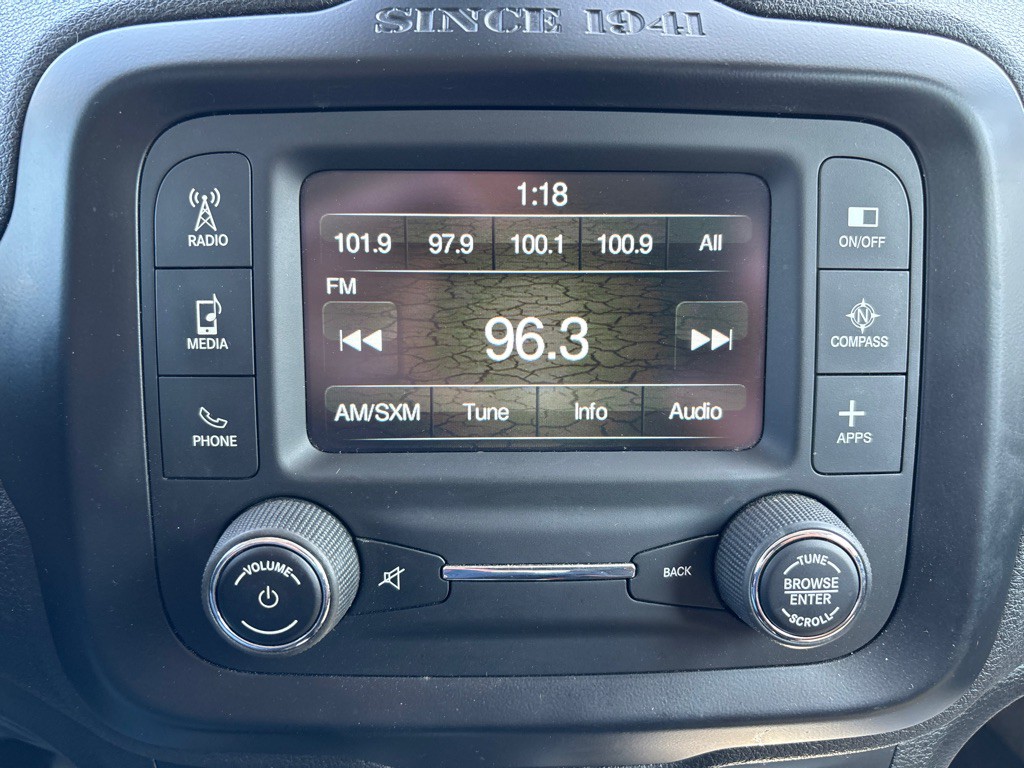 SINCE 1941
1:18
101.9 97.9 100.1 100.9 All
FM
96.3
AM/SXM Tune Info Audio
RADIO
MEDIA
PHONE
ON/OFF
N
COMPASS
APPS
VOLUME
BACK
TUNE
BROWSE
ENTER
SCROLL